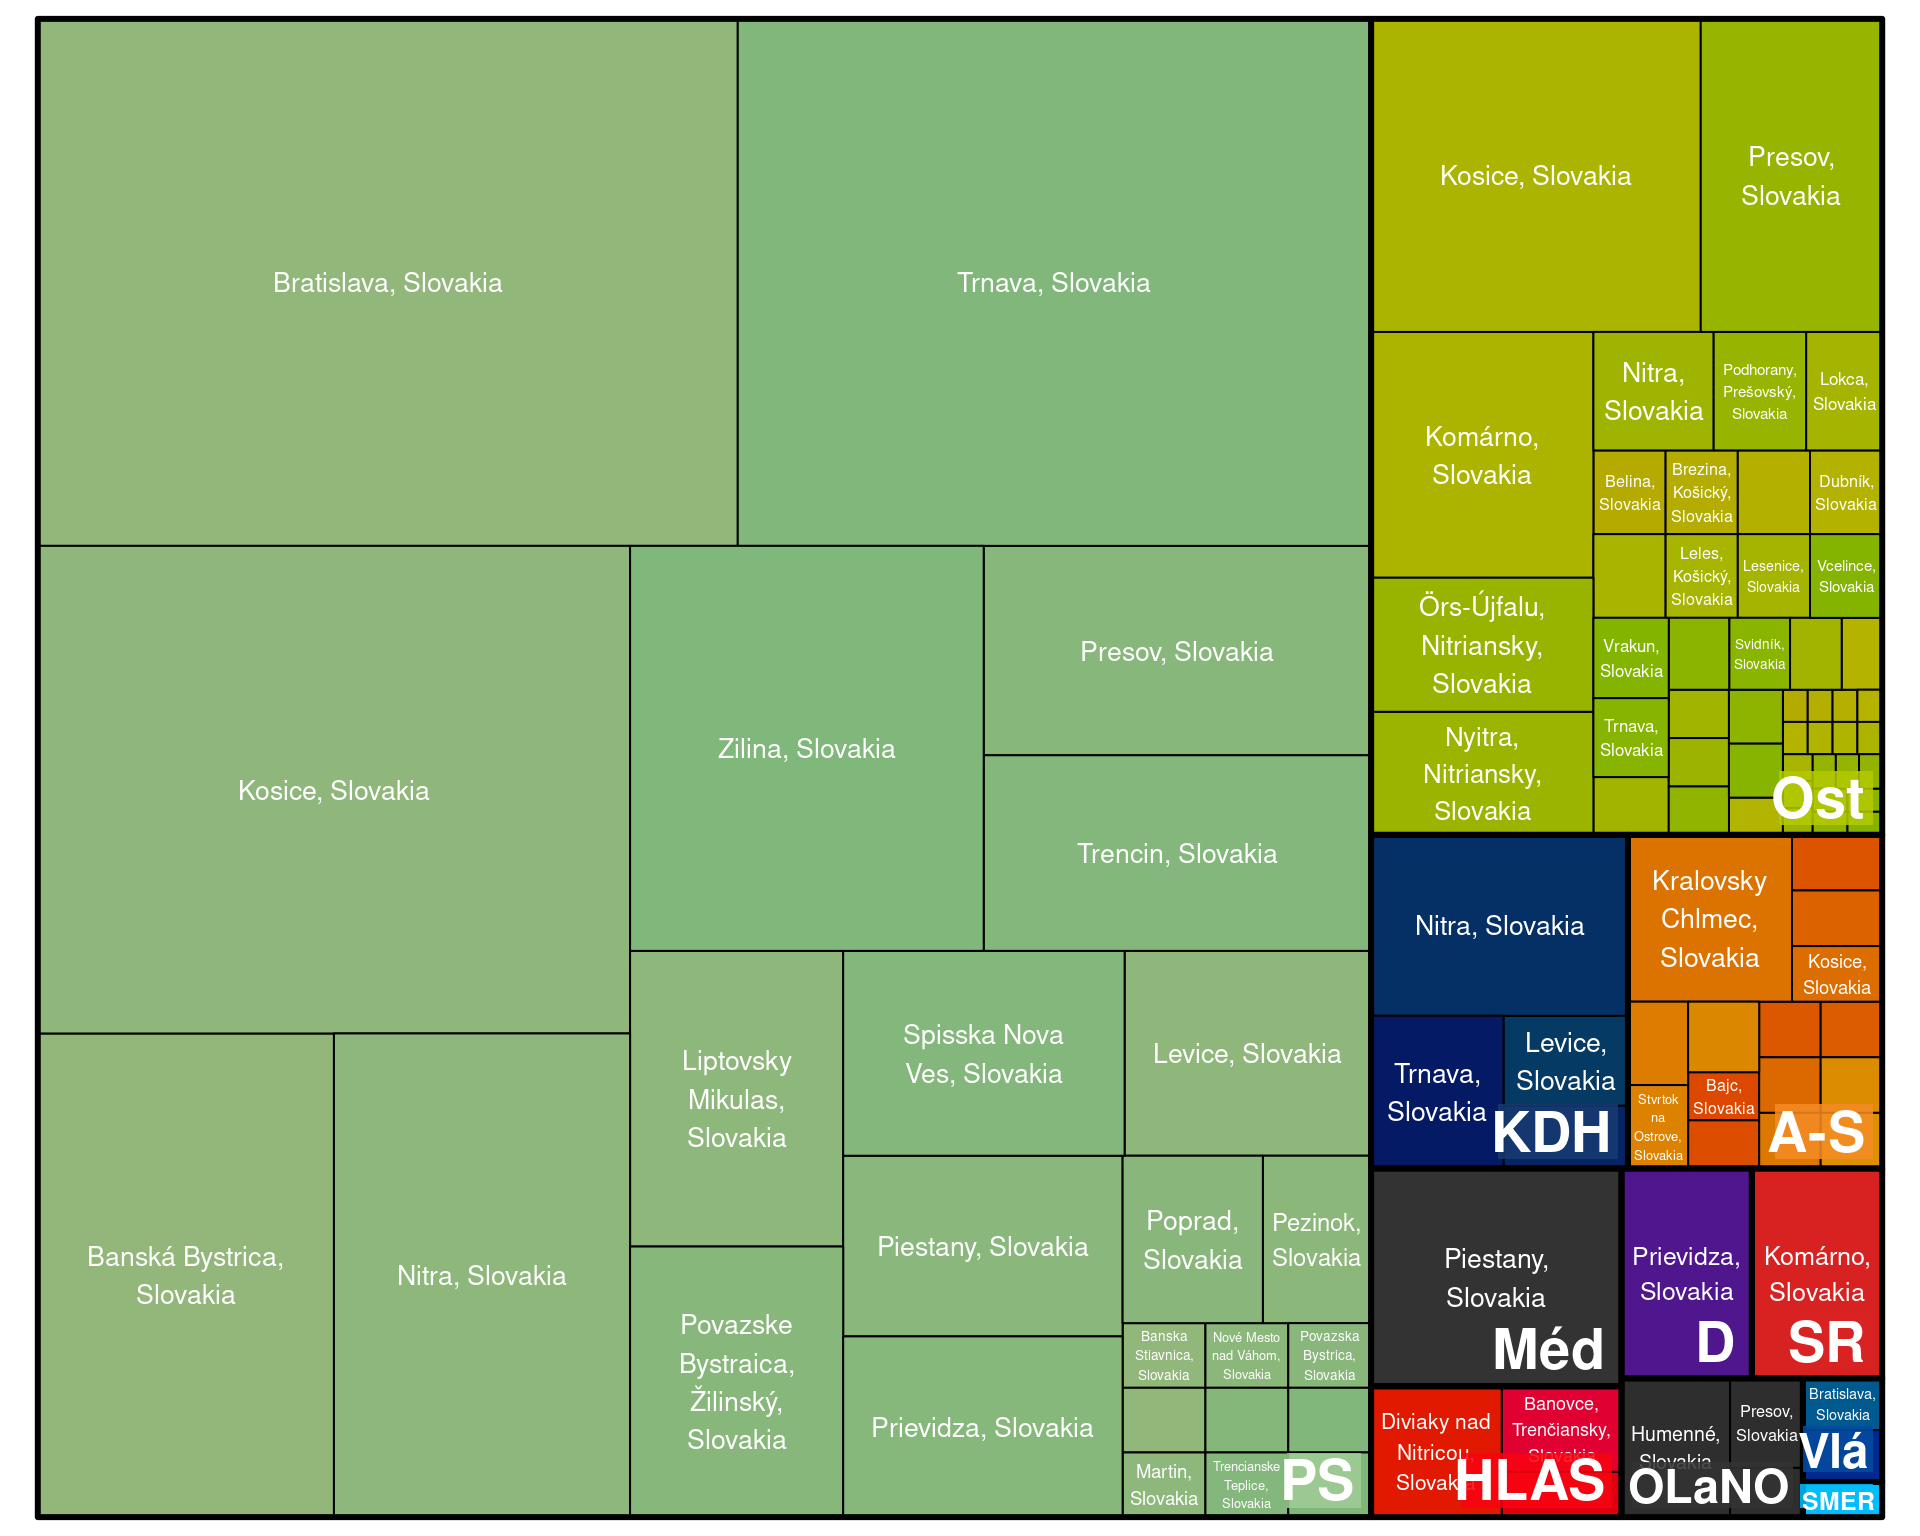 Bratislava, Slovakia
Trnava, Slovakia
Kosice, Slovakia
Zilina, Slovakia
Presov, Slovakia
Trencin, Slovakia
Banská Bystrica,
Slovakia
Nitra, Slovakia
Liptovsky
Mikulas,
Slovakia
Povazske
Bystraica,
Žilinský,
Slovakia
Spisska Nova
Ves, Slovakia
Levice, Slovakia
Piestany, Slovakia
Prievidza, Slovakia
Poprad,
Slovakia
Pezinok,
Slovakia
Banska
Stiavnica,
Slovakia
Nové Mesto
nad Váhom,
Slovakia
Povazska
Bystrica,
Slovakia
Martin,
Slovakia
Trencianske
Teplice,
Slovakia
PS
Kosice, Slovakia
Presov,
Slovakia
Komárno,
Slovakia
Örs-Újfalu,
Nitriansky,
Slovakia
Nyitra,
Nitriansky,
Slovakia
Nitra,
Slovakia
Podhorany,
Prešovský,
Slovakia
Lokca,
Slovakia
Belina,
Slovakia
Brezina,
Košický,
Slovakia
Dubník,
Slovakia
Leles,
Košický,
Slovakia
Lesenice,
Slovakia
Vcelince,
Slovakia
Vrakun,
Slovakia
Svidník,
Slovakia
Trnava,
Slovakia
Ost
Nitra, Slovakia
Trnava,
Slovakia
Levice,
Slovakia
KDH
Kralovsky
Chlmec,
Slovakia
Kosice,
Slovakia
Stvrtok
na
Ostrove,
Slovakia
Bajc,
Slovakia
A-S
Piestany,
Slovakia
Méd
Prievidza,
Slovakia
D
Komárno,
Slovakia
SR
Diviaky nad
Nitricou,
Slovakia
Banovce,
Trenčiansky,
Slovakia
HLAS
Humenné,
Slovakia
Presov,
Slovakia
OLaNO
Bratislava,
Slovakia
Vlá
SMER